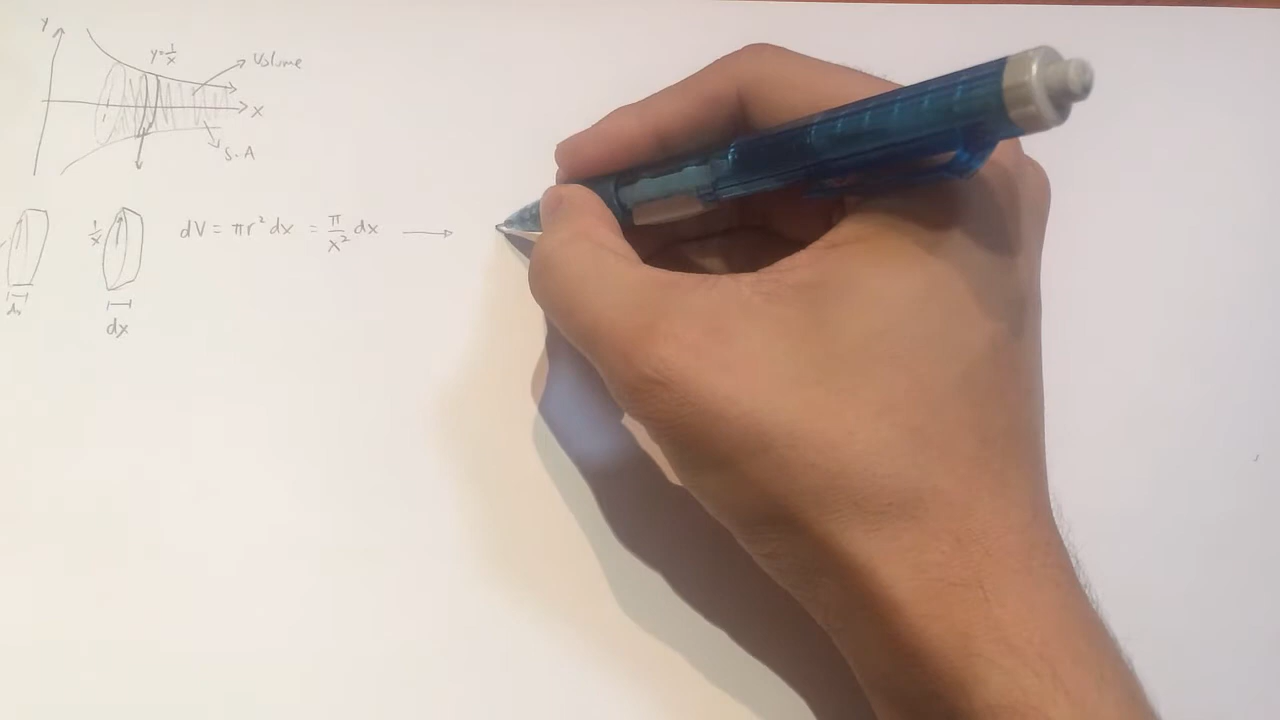 y
y=1/x
Volume
x
S.A
1/x
dV = πr² dx = π/x² dx
dx
dx